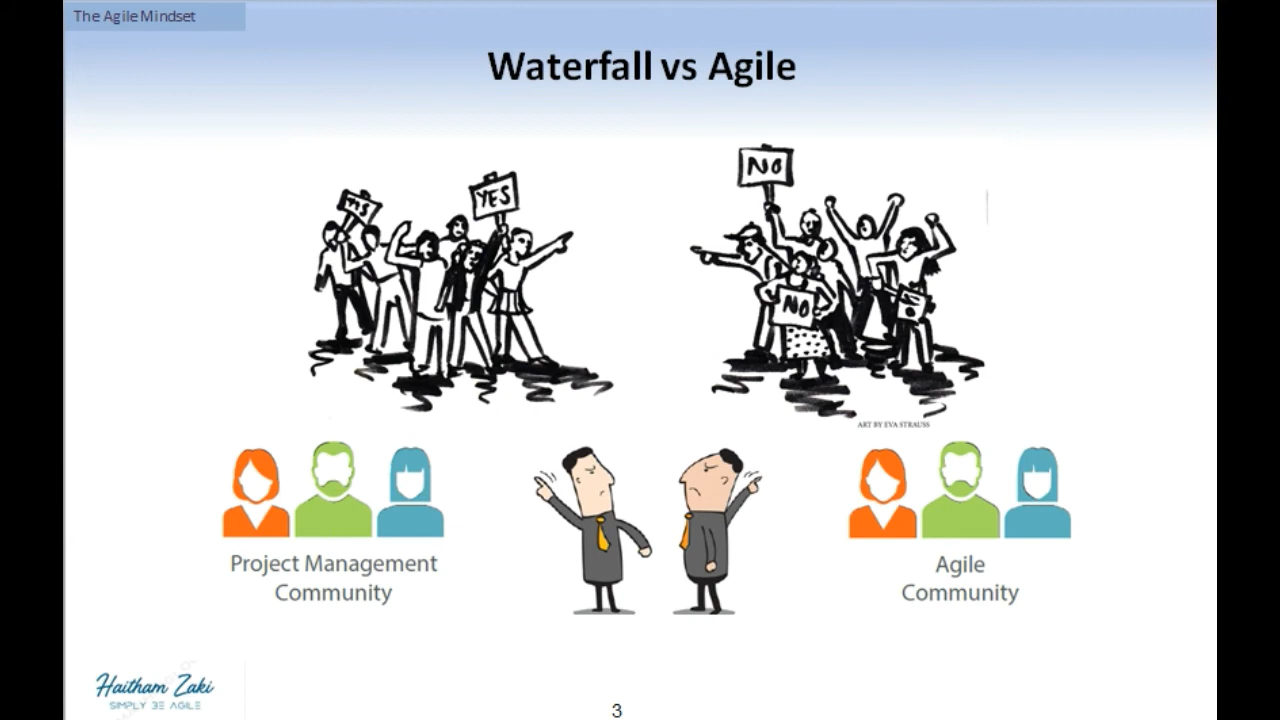 The Agile Mindset
Waterfall vs Agile
YES
YES
NO
NO
ART BY EVA STRAUSS
Project Management
Community
Agile
Community
Haitham Zaki
SIMPLY BE AGILE
3